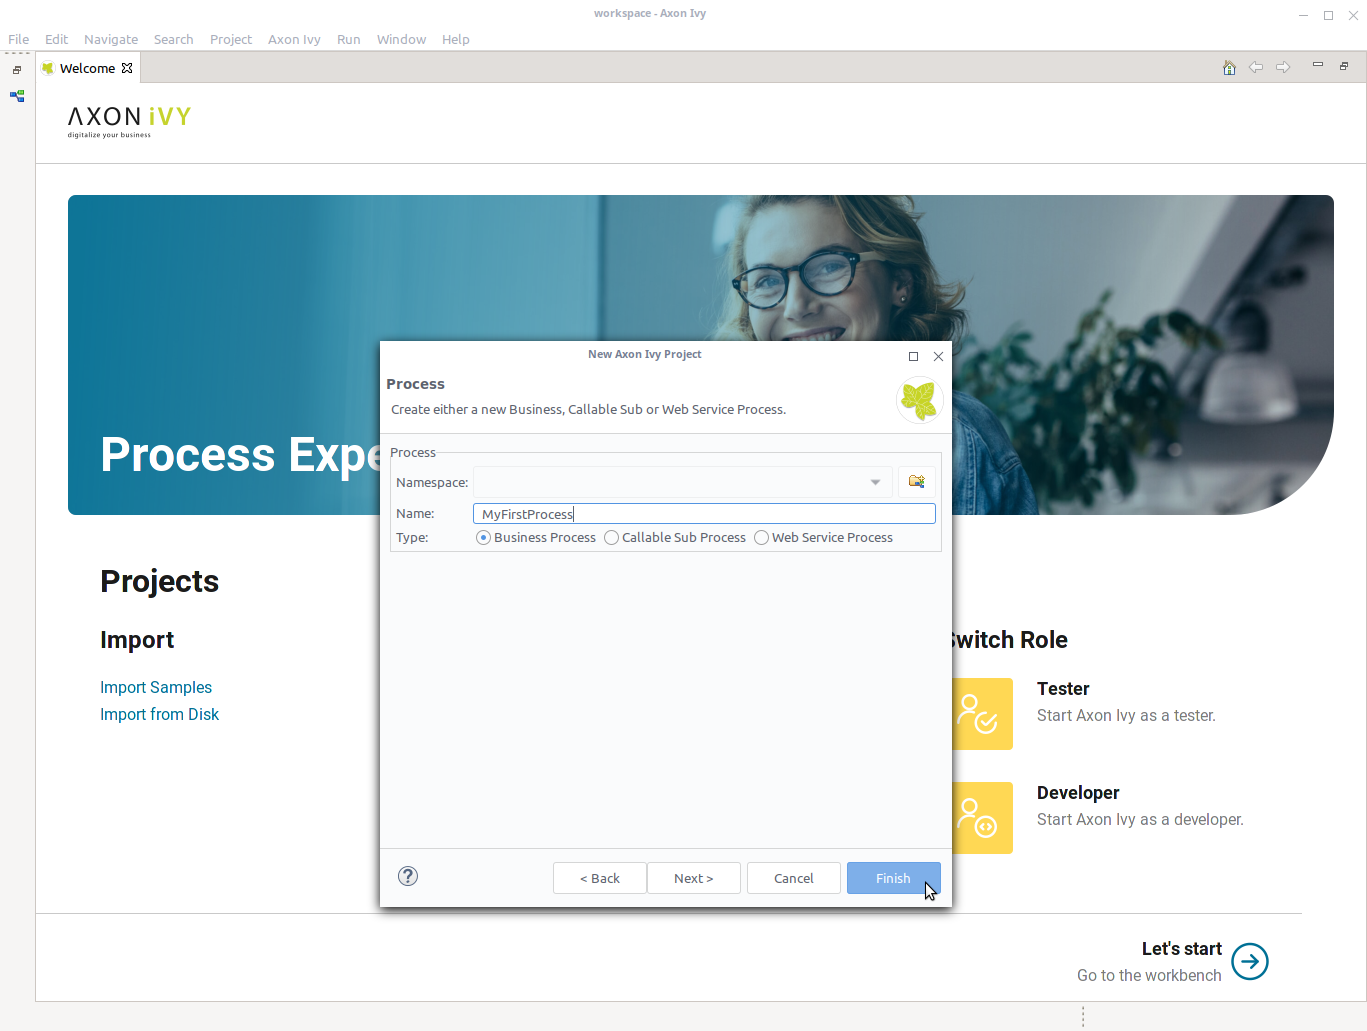 workspace - Axon Ivy
File Edit Navigate Search Project Axon Ivy Run Window Help
Welcome
AXON iVY
digitalize your business
Process Expe
New Axon Ivy Project
Process
Create either a new Business, Callable Sub or Web Service Process.
Process
Namespace:
Name: MyFirstProcess
Type: Business Process Callable Sub Process Web Service Process
Projects
Import
Import Samples
Import from Disk
Switch Role
Tester
Start Axon Ivy as a tester.
Developer
Start Axon Ivy as a developer.
? < Back Next > Cancel Finish
Let's start
Go to the workbench